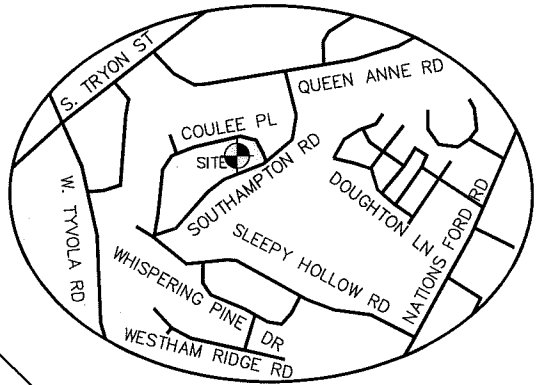 S. TRYON ST
QUEEN ANNE RD
COULEE PL
SITE
SOUTHAMPTON RD
DOUGHTON LN
W. TYVOLA RD
SLEEPY HOLLOW RD
NATIONS FORD RD
WHISPERING PINE DR
WESTHAM RIDGE RD